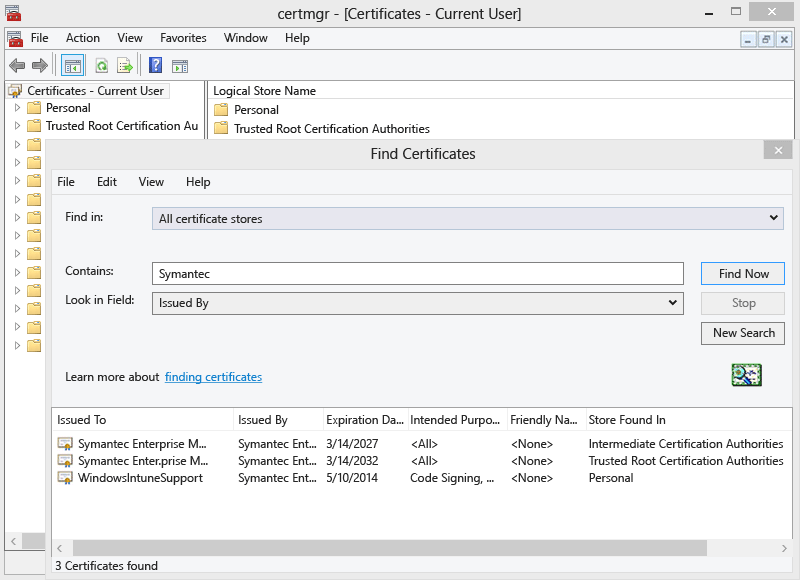 certmgr - [Certificates - Current User]
File Action View Favorites Window Help
Certificates - Current User
Personal
Trusted Root Certification Au
Logical Store Name
Personal
Trusted Root Certification Authorities
Find Certificates
File Edit View Help
Find in: All certificate stores
Contains: Symantec Find Now
Look in Field: Issued By Stop
New Search
Learn more about finding certificates
Issued To Issued By Expiration Da... Intended Purpo... Friendly Na... Store Found In
Symantec Enterprise M... Symantec Ent... 3/14/2027 <All> <None> Intermediate Certification Authorities
Symantec Enter.prise M... Symantec Ent... 3/14/2032 <All> <None> Trusted Root Certification Authorities
WindowsIntuneSupport Symantec Ent... 5/10/2014 Code Signing, ... <None> Personal
3 Certificates found